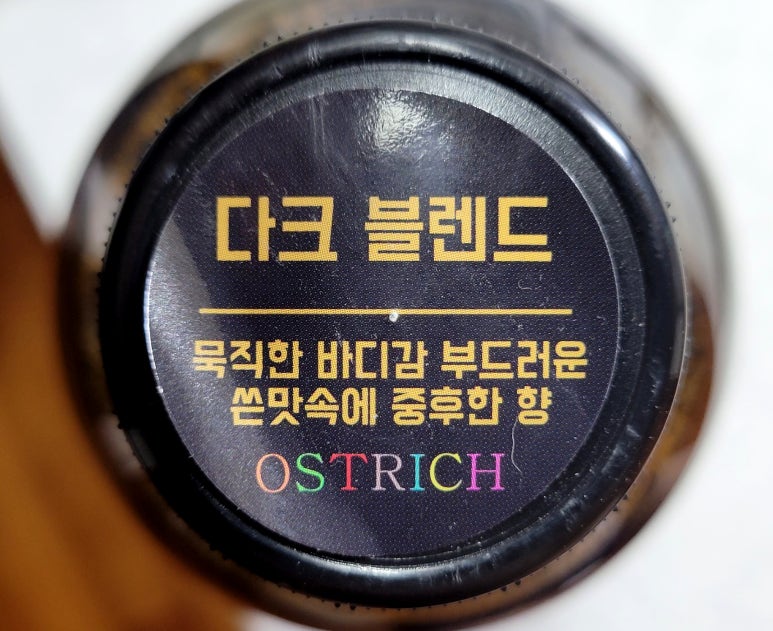 다크 블렌드
묵직한 바디감 부드러운
쓴맛속에 중후한 향
OSTRICH